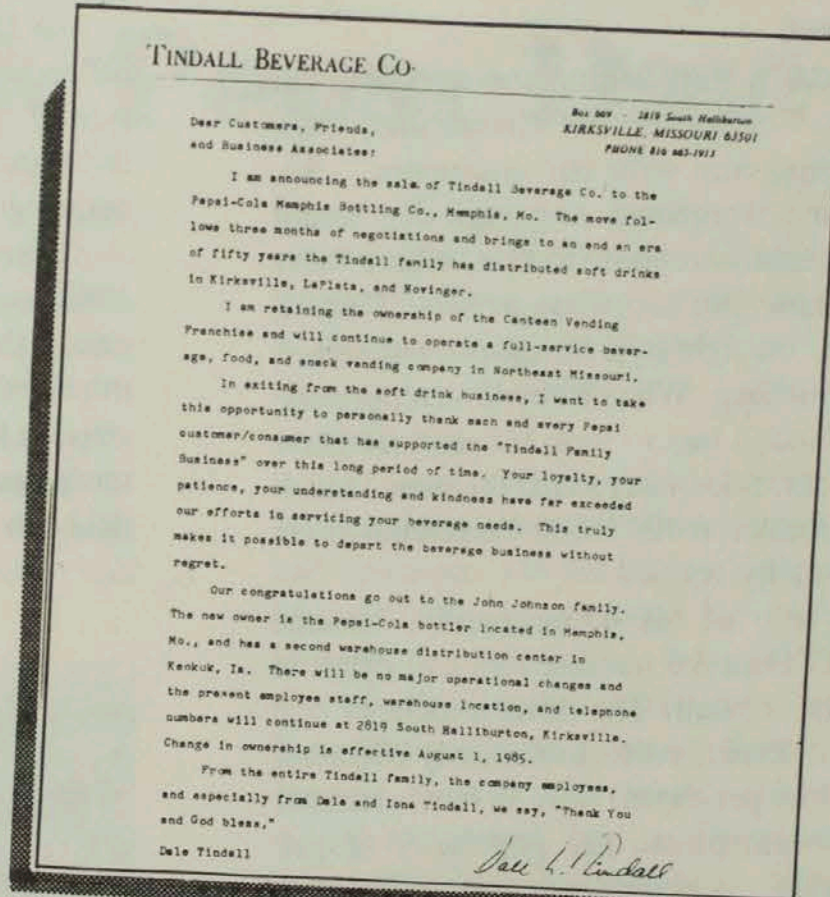 TINDALL BEVERAGE CO.
2819 South Halliburton
KIRKSVILLE, MISSOURI 63501
PHONE 816
Dear Customers, Friends,
and Business Associates:
I am announcing the sale of Tindall Beverage Co. to the
Pepsi-Cola Memphis Bottling Co., Memphis, Mo. The move fol-
lows three months of negotiations and brings to an end an era
of fifty years the Tindall family has distributed soft drinks
in Kirksville, LaPlata, and Novinger.
I am retaining the ownership of the Canteen Vending
Franchise and will continue to operate a full-service bever-
age, food, and snack vending company in Northeast Missouri.
In exiting from the soft drink business, I want to take
this opportunity to personally thank each and every Pepsi
customer/consumer that has supported the "Tindall Family
Business" over this long period of time. Your loyalty, your
patience, your understanding and kindness have far exceeded
our efforts in servicing your beverage needs. This truly
makes it possible to depart the beverage business without
regret.
Our congratulations go out to the John Johnson family.
The new owner is the Pepsi-Cola bottler located in Memphis,
Mo., and has a second warehouse distribution center in
Keokuk, Ia. There will be no major operational changes and
the present employee staff, warehouse location, and telephone
numbers will continue at 2819 South Halliburton, Kirksville.
Change in ownership is effective August 1, 1985.
From the entire Tindall family, the company employees,
and especially from Dale and Iona Tindall, we say, "Thank You
and God bless."
Dale Tindall
Dale L. Tindall